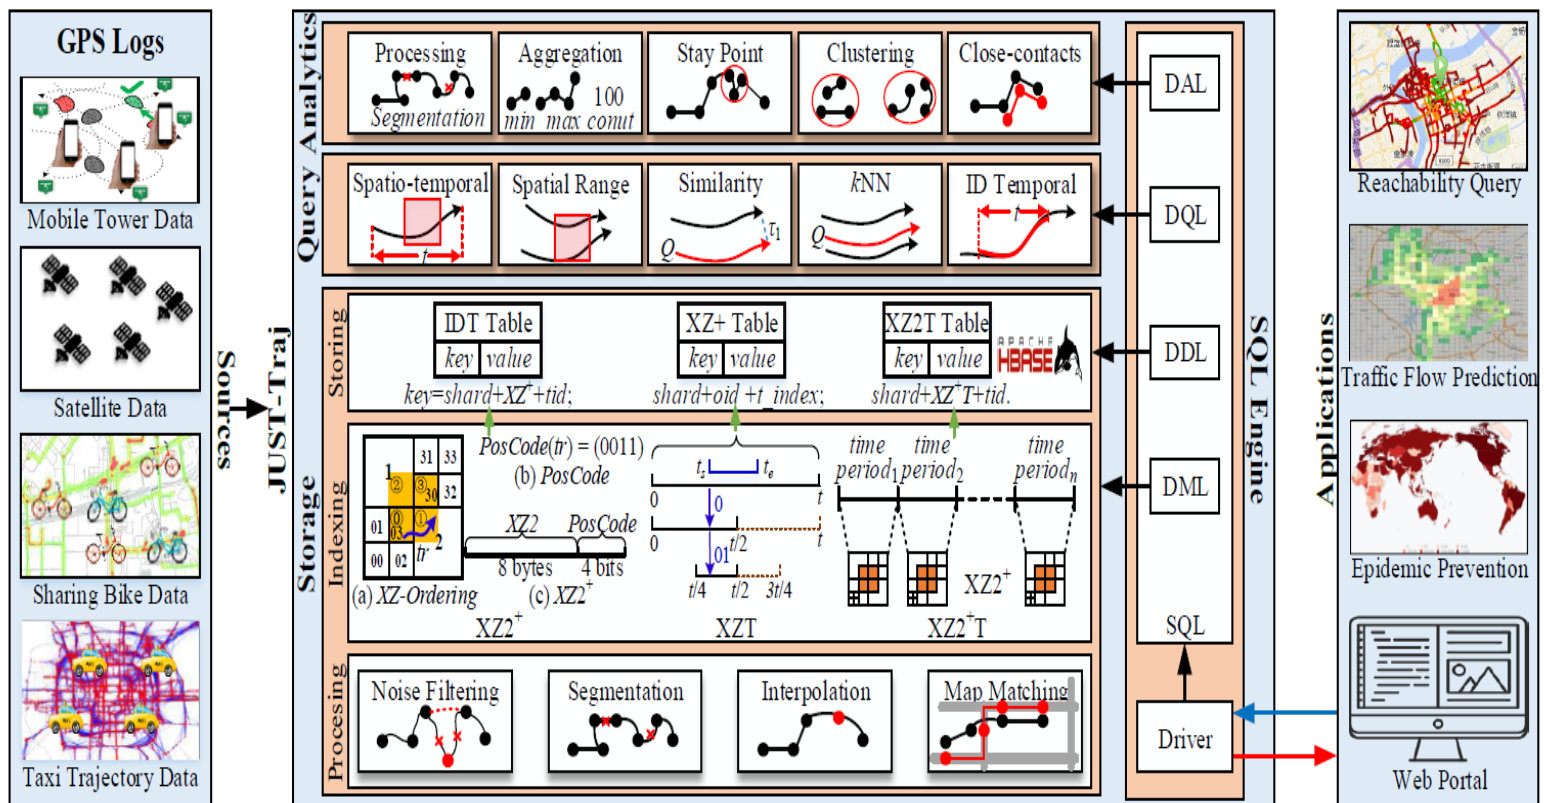 GPS Logs
Mobile Tower Data
Satellite Data
Sharing Bike Data
Taxi Trajectory Data
Sources
JUST-Traj
Analytics
Processing
Segmentation
Aggregation
100
min max conut
Stay Point
Clustering
Close-contacts
Query
Spatio-temporal
t
Spatial Range
Similarity
Q
τ1
kNN
Q
ID Temporal
t
Storage
Storing
IDT Table
key value
key=shard+XZ++tid;
XZ+ Table
key value
shard+oid +t_index;
XZ2T Table
key value
shard+XZ+T+tid.
APACHE
HBASE
Indexing
31 33
1
② ③ 30 32
01 ⓪ ①
03 2
00 02 tr
(a) XZ-Ordering
PosCode(tr) = (0011)
(b) PosCode
XZ2 PosCode
8 bytes 4 bits
(c) XZ2+
XZ2+
ts te
0 t
0
0 t/2 t
01
t/4 t/2 3t/4
XZT
time period1
time period2
time periodn
XZ2+
XZ2+T
Processing
Noise Filtering
Segmentation
Interpolation
Map Matching
SQL Engine
DAL
DQL
DDL
DML
SQL
Driver
Applications
Reachability Query
Traffic Flow Prediction
Epidemic Prevention
Web Portal